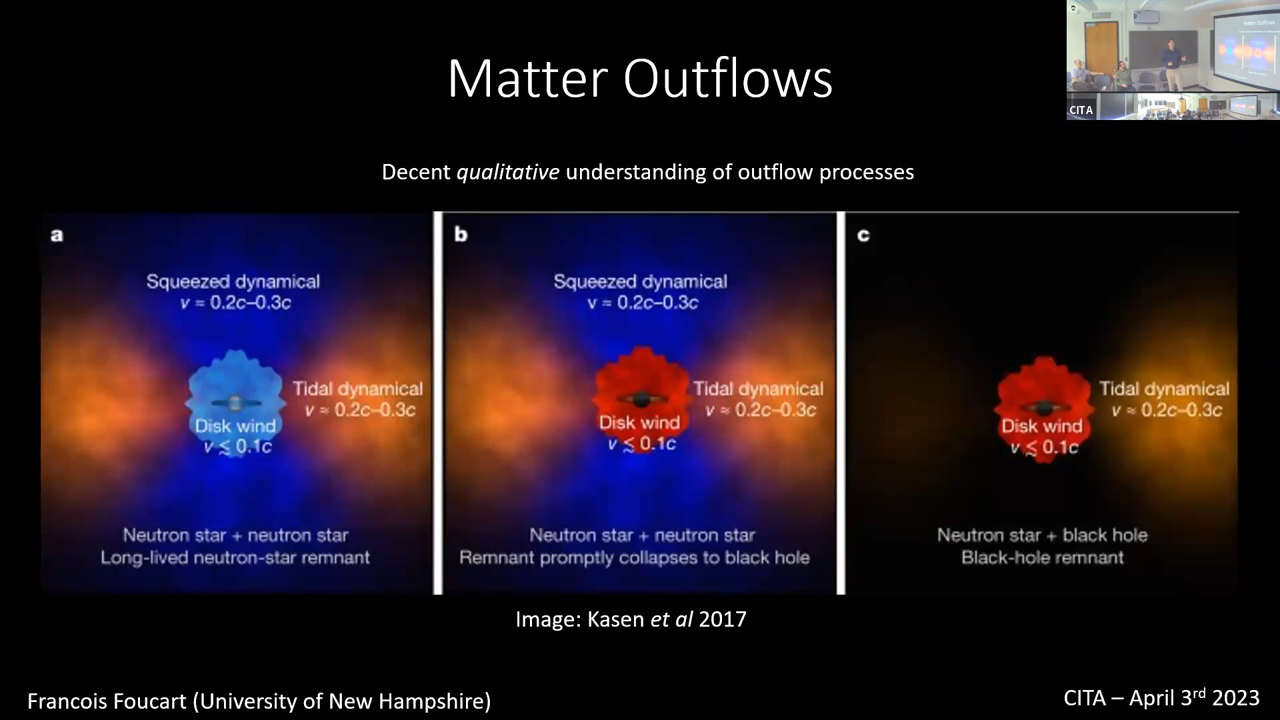 Matter Outflows
CITA
Decent qualitative understanding of outflow processes
a
Squeezed dynamical
v ≈ 0.2c–0.3c
Tidal dynamical
v ≈ 0.2c–0.3c
Disk wind
v ≲ 0.1c
Neutron star + neutron star
Long-lived neutron-star remnant
b
Squeezed dynamical
v ≈ 0.2c–0.3c
Tidal dynamical
v ≈ 0.2c–0.3c
Disk wind
v ≲ 0.1c
Neutron star + neutron star
Remnant promptly collapses to black hole
c
Tidal dynamical
v ≈ 0.2c–0.3c
Disk wind
v ≲ 0.1c
Neutron star + black hole
Black-hole remnant
Image: Kasen et al 2017
Francois Foucart (University of New Hampshire)
CITA – April 3rd 2023